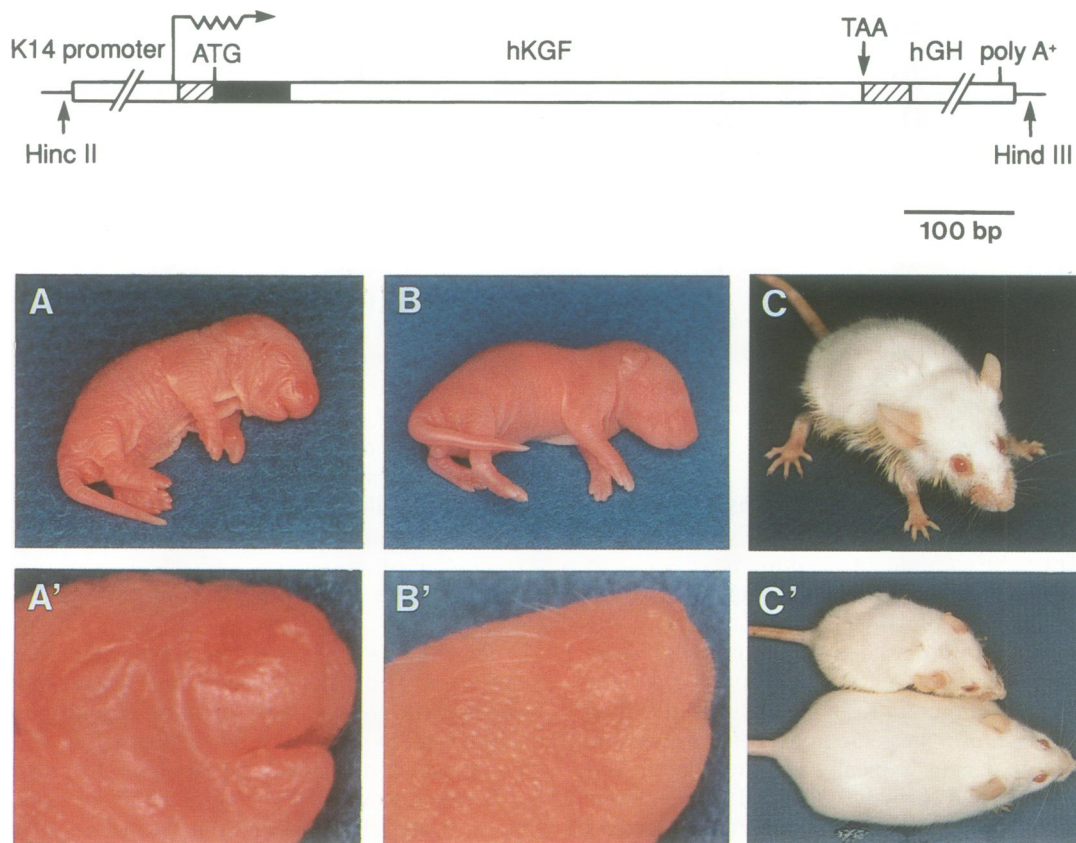 K14 promoter
ATG
hKGF
TAA
hGH
poly A⁺
Hinc II
Hind III
100 bp
A
B
C
A'
B'
C'